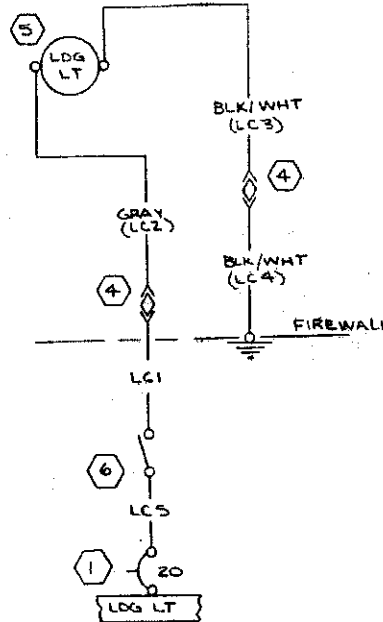 5
LDG
LT
BLK/WHT
(LC3)
4
GRAY
(LC2)
BLK/WHT
(LC4)
4
FIREWALL
LC1
6
LC5
1
20
LDG LT